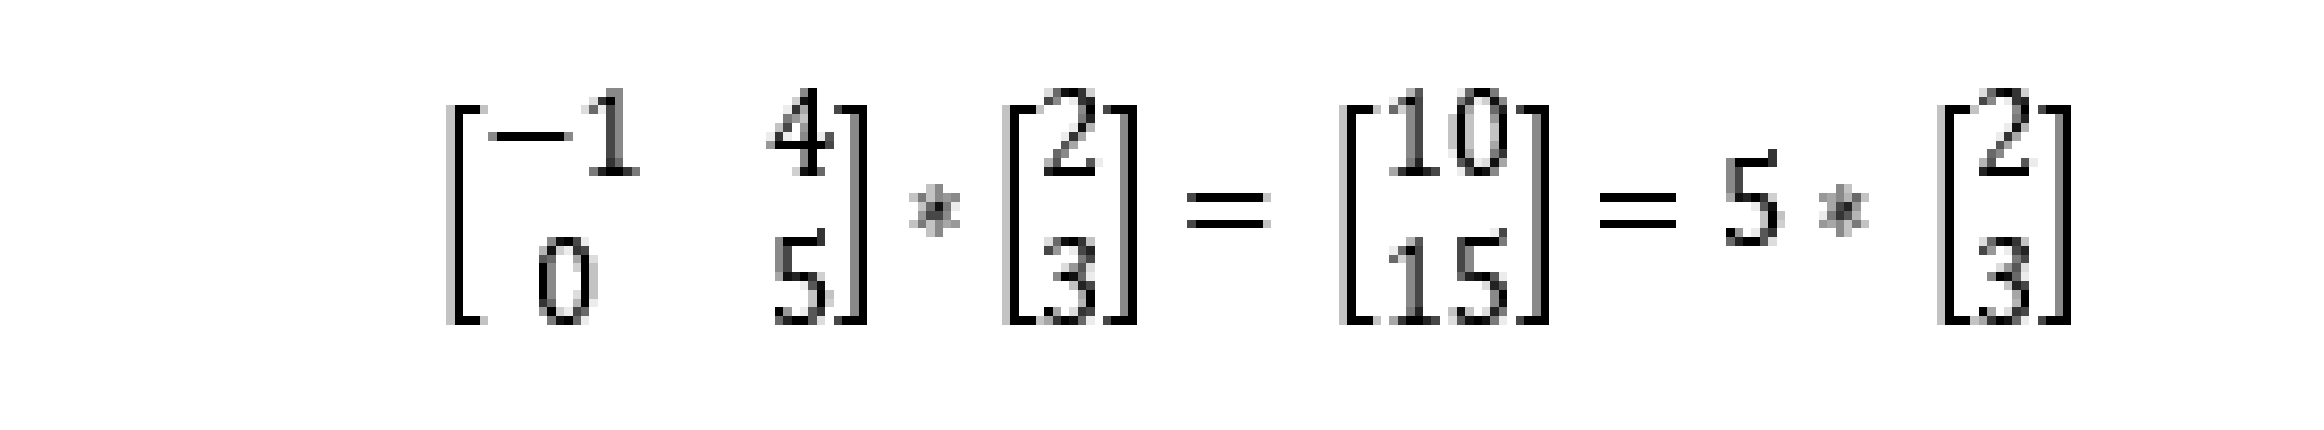 [−1 4
0 5] * [2
3] = [10
15] = 5 * [2
3]